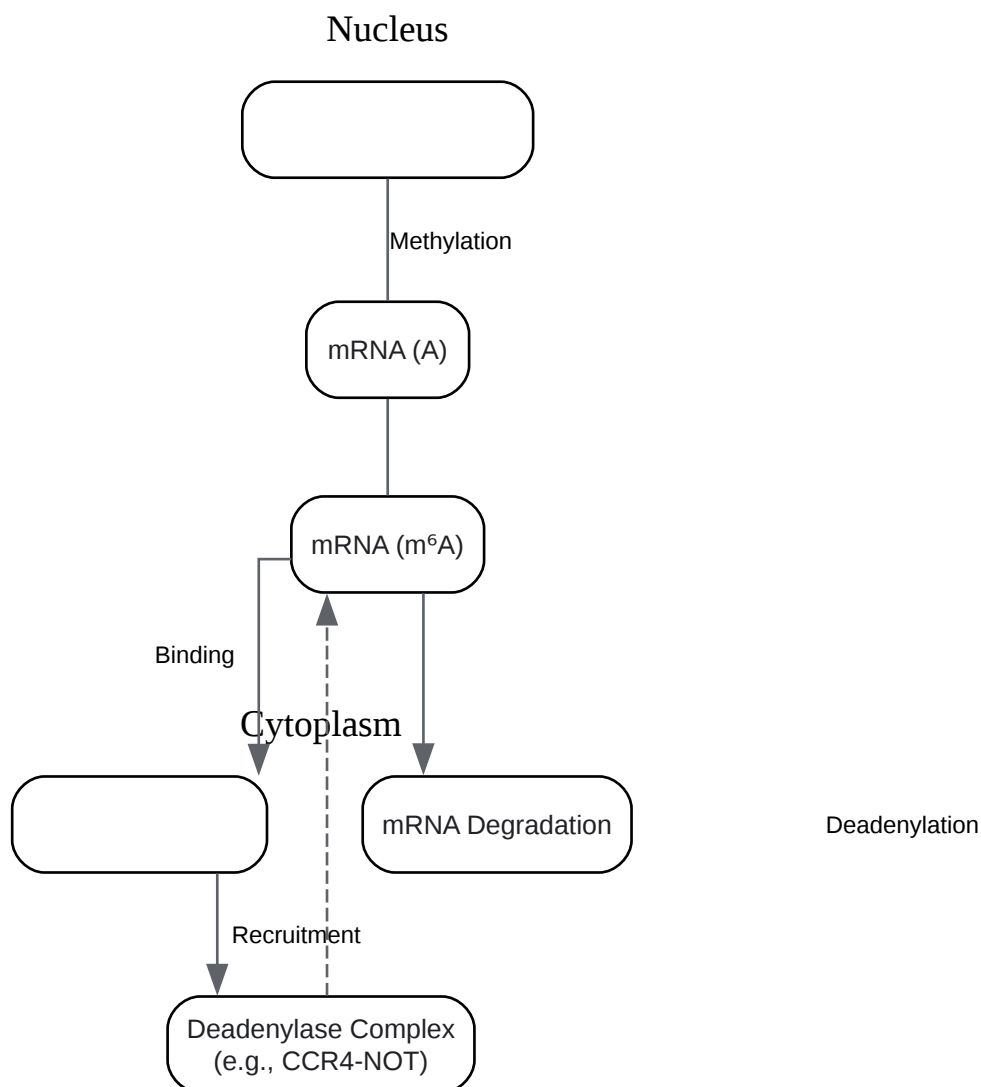 Nucleus
Methylation
mRNA (A)
mRNA (m⁶A)
Binding
Cytoplasm
mRNA Degradation
Deadenylation
Recruitment
Deadenylase Complex
(e.g., CCR4-NOT)